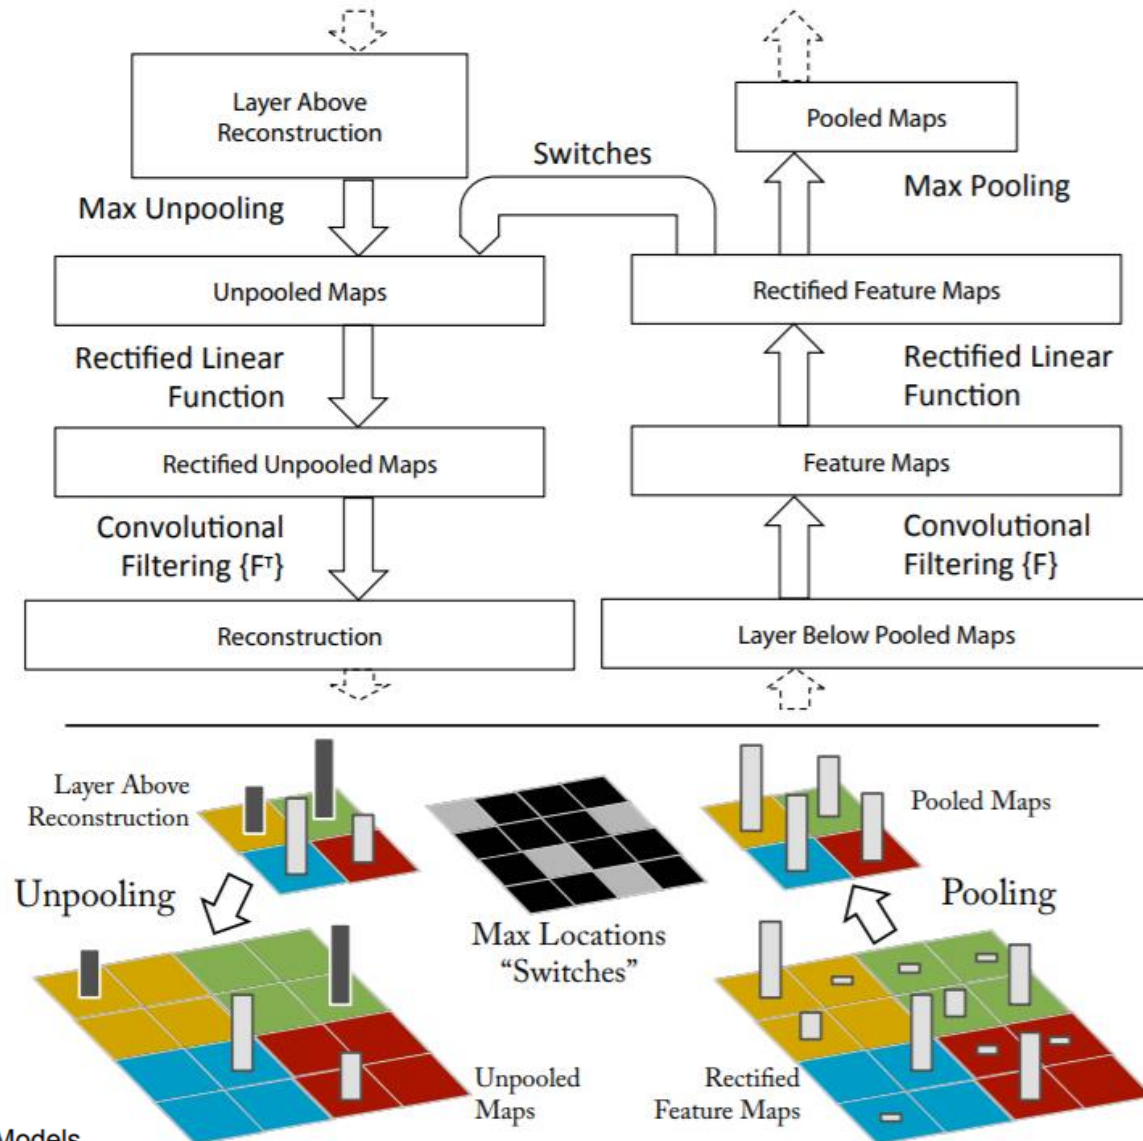 Layer Above
Reconstruction
Pooled Maps
Switches
Max Unpooling
Max Pooling
Unpooled Maps
Rectified Feature Maps
Rectified Linear
Function
Rectified Linear
Function
Rectified Unpooled Maps
Feature Maps
Convolutional
Filtering {Fᵀ}
Convolutional
Filtering {F}
Reconstruction
Layer Below Pooled Maps
Layer Above
Reconstruction
Pooled Maps
Unpooling
Pooling
Max Locations
“Switches”
Unpooled
Maps
Rectified
Feature Maps
Models